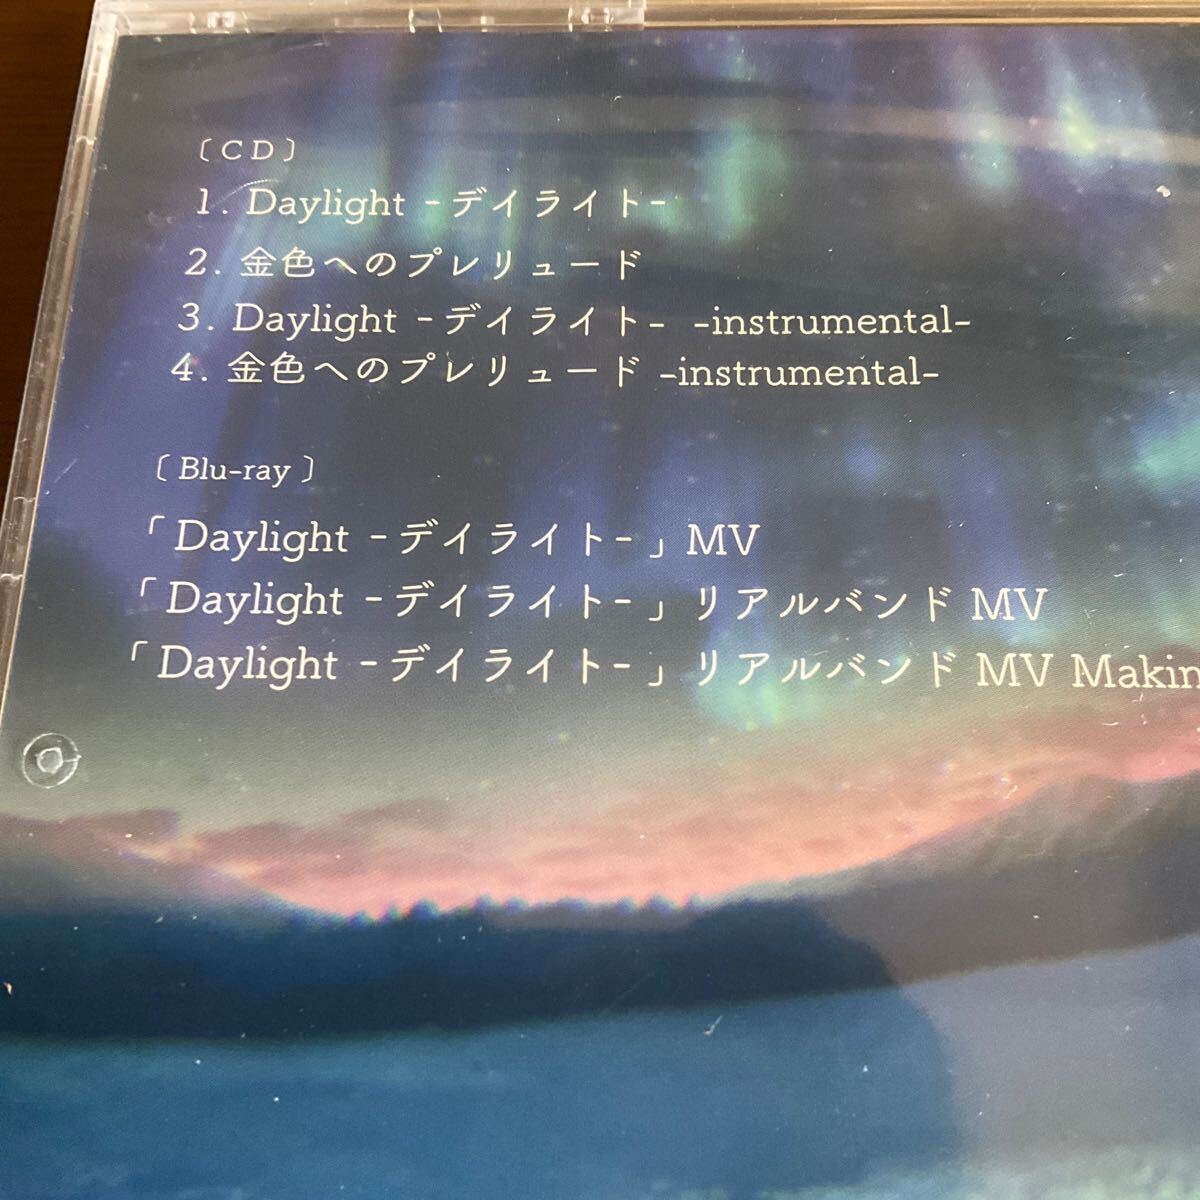 〔CD〕
1. Daylight -デイライト-
2. 金色へのプレリュード
3. Daylight -デイライト- -instrumental-
4. 金色へのプレリュード -instrumental-
〔Blu-ray〕
「Daylight -デイライト-」MV
「Daylight -デイライト-」リアルバンド MV
「Daylight -デイライト-」リアルバンド MV Makin